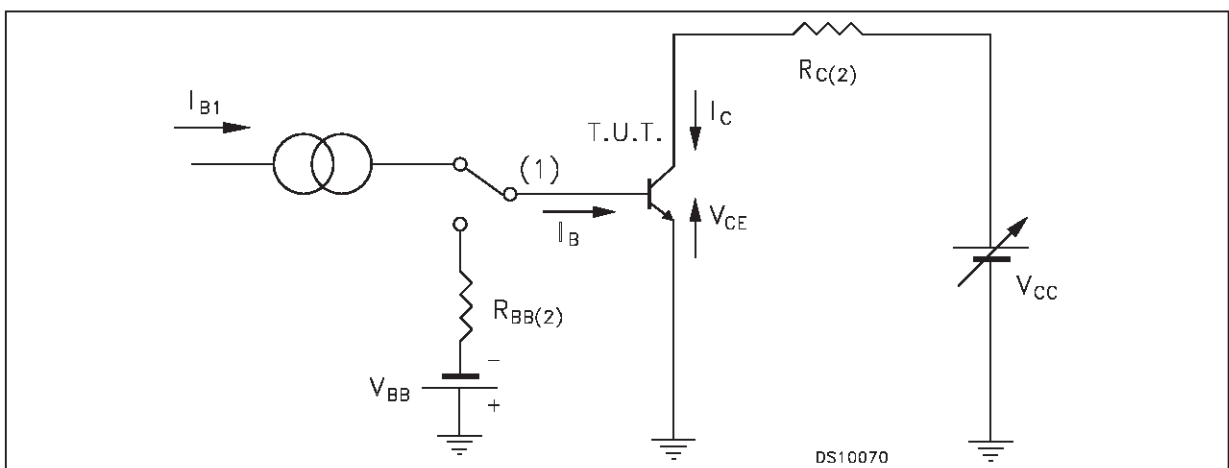 I_B1
R_C(2)
I_C
T.U.T.
(1)
I_B
V_CE
R_BB(2)
V_CC
V_BB
−
+
DS10070